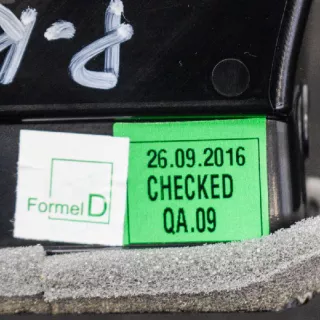 P-K
Formel D
26.09.2016
CHECKED
QA.09